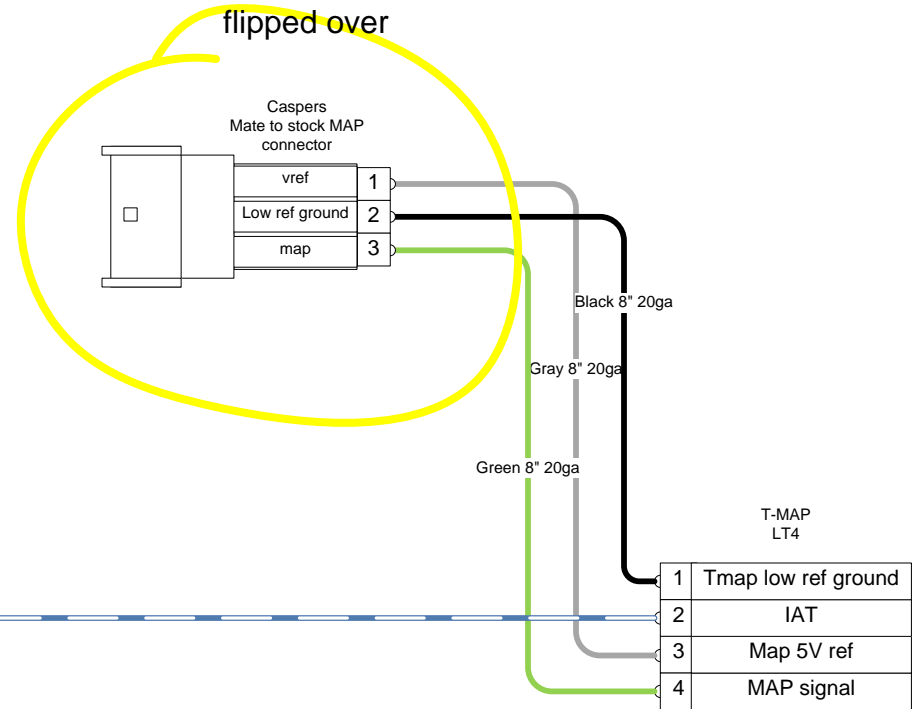 flipped over
Caspers
Mate to stock MAP
connector
vref 1
Low ref ground 2
map 3
Black 8" 20ga
Gray 8" 20ga
Green 8" 20ga
T-MAP
LT4
1 Tmap low ref ground
2 IAT
3 Map 5V ref
4 MAP signal